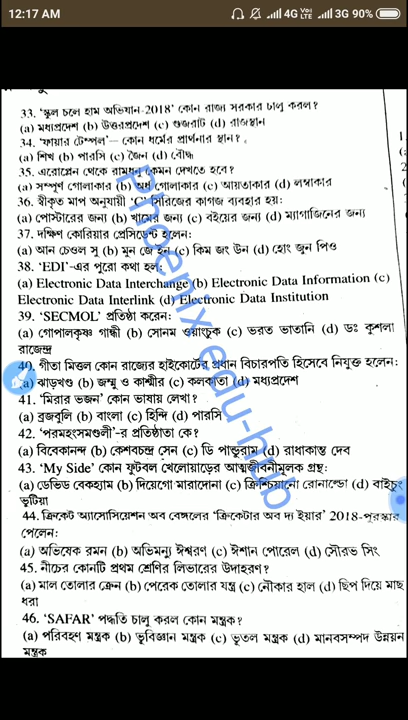 12:17 AM 4G VoLTE 3G 90%
33. ‘স্কুল চলে হাম অভিযান-2018’ কোন রাজ্য সরকার চালু করল?
(a) মধ্যপ্রদেশ (b) উত্তরপ্রদেশ (c) গুজরাট (d) রাজস্থান
34. ‘ফায়ার টেম্পল’— কোন ধর্মের প্রার্থনার স্থান?
(a) শিখ (b) পারসি (c) জৈন (d) বৌদ্ধ
35. এরোপ্লেন থেকে রামধনু কেমন দেখতে হবে?
(a) সম্পূর্ণ গোলাকার (b) অর্ধ গোলাকার (c) আয়তাকার (d) লম্বাকার
36. স্বীকৃত মাপ অনুযায়ী ‘C’ সিরিজের কাগজ ব্যবহার হয়:
(a) পোস্টারের জন্য (b) খামের জন্য (c) বইয়ের জন্য (d) ম্যাগাজিনের জন্য
37. দক্ষিণ কোরিয়ার প্রেসিডেন্ট হলেন:
(a) আন চেওল সু (b) মুন জে ইন (c) কিম জং উন (d) হোং জুন পিও
38. ‘EDI’-এর পুরো কথা হল:
(a) Electronic Data Interchange (b) Electronic Data Information (c)
Electronic Data Interlink (d) Electronic Data Institution
39. ‘SECMOL’ প্রতিষ্ঠা করেন:
(a) গোপালকৃষ্ণ গান্ধী (b) সোনম ওয়াংচুক (c) ভরত ভাতানি (d) ডঃ কুশলা
রাজেন্দ্র
40. গীতা মিত্তল কোন রাজ্যের হাইকোর্টের প্রধান বিচারপতি হিসেবে নিযুক্ত হলেন:
(a) ঝাড়খণ্ড (b) জম্মু ও কাশ্মীর (c) কলকাতা (d) মধ্যপ্রদেশ
41. ‘মিরার ভজন’ কোন ভাষায় লেখা?
(a) ব্রজবুলি (b) বাংলা (c) হিন্দি (d) পারসি
42. ‘পরমহংসমণ্ডলী’-র প্রতিষ্ঠাতা কে?
(a) বিবেকানন্দ (b) কেশবচন্দ্র সেন (c) ডি পান্ডুরাম (d) রাধাকান্ত দেব
43. ‘My Side’ কোন ফুটবল খেলোয়াড়ের আত্মজীবনীমূলক গ্রন্থ:
(a) ডেভিড বেকহ্যাম (b) দিয়েগো মারাদোনা (c) ক্রিশ্চিয়ানো রোনাল্ডো (d) বাইচুং
ভুটিয়া
44. ক্রিকেট অ্যাসোসিয়েশন অব বেঙ্গলের ‘ক্রিকেটার অব দ্য ইয়ার’ 2018-পুরস্কার
পেলেন:
(a) অভিষেক রমন (b) অভিমন্যু ঈশ্বরণ (c) ঈশান পোরেল (d) সৌরভ সিং
45. নীচের কোনটি প্রথম শ্রেণির লিভারের উদাহরণ?
(a) মাল তোলার ক্রেন (b) পেরেক তোলার যন্ত্র (c) নৌকার হাল (d) ছিপ দিয়ে মাছ
ধরা
46. ‘SAFAR’ পদ্ধতি চালু করল কোন মন্ত্রক?
(a) পরিবহণ মন্ত্রক (b) ভূবিজ্ঞান মন্ত্রক (c) ভূতল মন্ত্রক (d) মানবসম্পদ উন্নয়ন
মন্ত্রক
Phoenix edu-hub